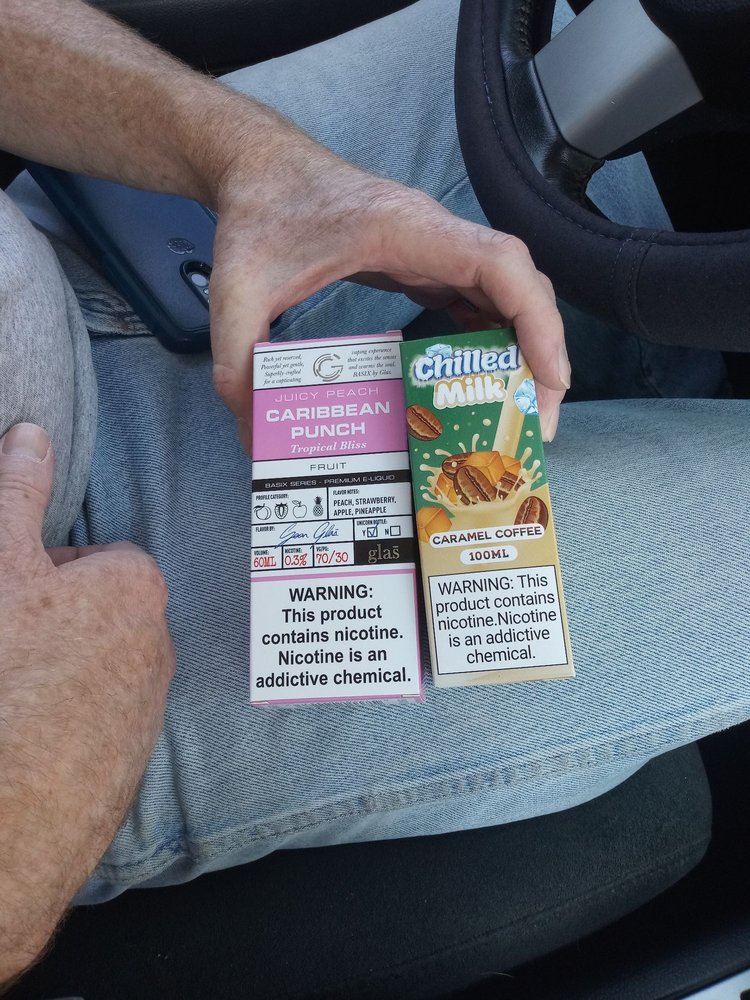 Rich yet reserved,
Powerful yet gentle,
Superbly crafted
for a captivating
vaping experience
that excites the senses
and warms the soul.
BASIX by Glas.
G
JUICY PEACH
CARIBBEAN
PUNCH
Tropical Bliss
FRUIT
BASIX SERIES - PREMIUM E-LIQUID
PROFILE CATEGORY:
FLAVOR NOTES:
PEACH, STRAWBERRY,
APPLE, PINEAPPLE
FLAVOR BY:
Sean Glas
UNICORN BOTTLE:
Y N
VOLUME:
60ML
NICOTINE:
0.3%
VG/PG:
70/30
glas̄
WARNING:
This product
contains nicotine.
Nicotine is an
addictive chemical.
Chilled
Milk
CARAMEL COFFEE
100ML
WARNING: This
product contains
nicotine.Nicotine
is an addictive
chemical.